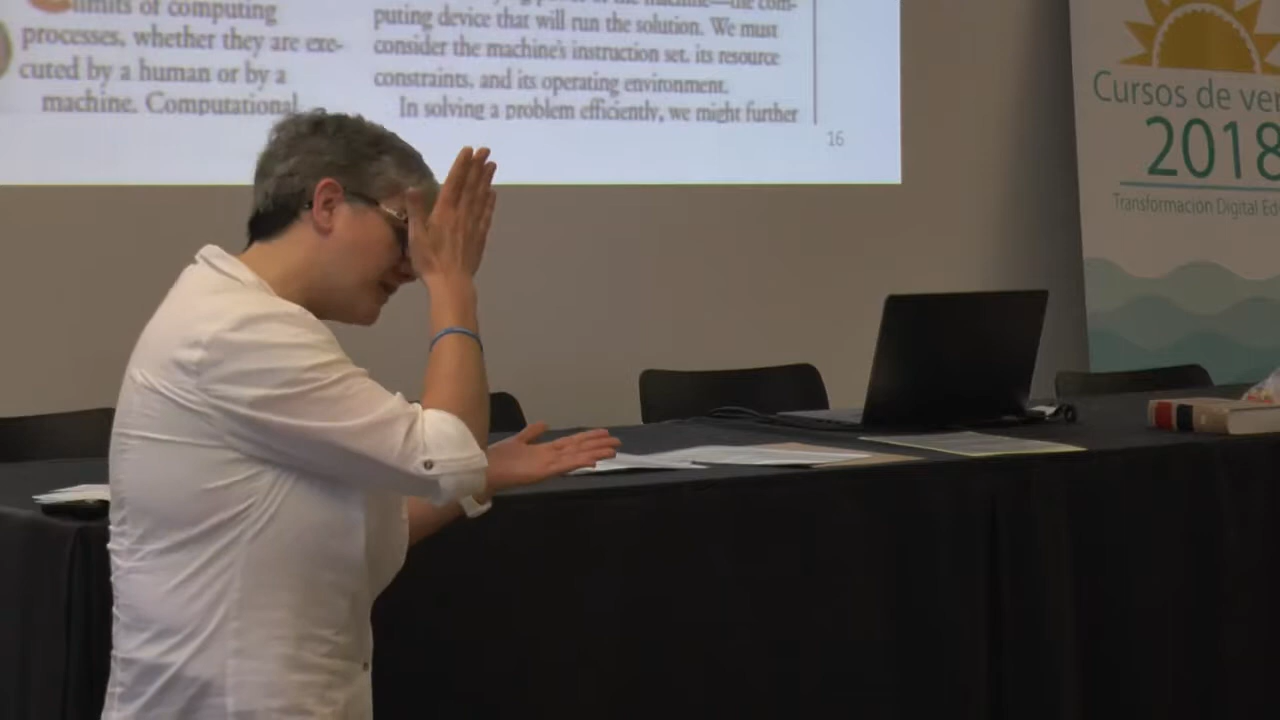 limits of computing
processes, whether they are exe-
cuted by a human or by a
machine. Computational
puting device that will run the solution. We must
consider the machine's instruction set, its resource
constraints, and its operating environment.
In solving a problem efficiently, we might further
16
Cursos de ver
2018
Transformación Digital Ed